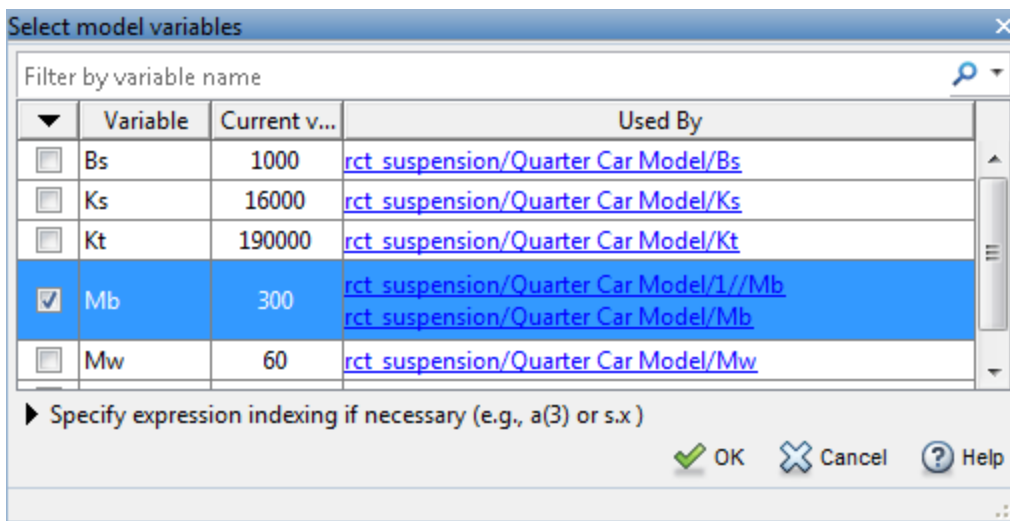 Select model variables
Filter by variable name
Variable Current v... Used By
Bs 1000 rct_suspension/Quarter Car Model/Bs
Ks 16000 rct_suspension/Quarter Car Model/Ks
Kt 190000 rct_suspension/Quarter Car Model/Kt
Mb 300 rct_suspension/Quarter Car Model/1//Mb
rct_suspension/Quarter Car Model/Mb
Mw 60 rct_suspension/Quarter Car Model/Mw
Specify expression indexing if necessary (e.g., a(3) or s.x )
OK Cancel Help